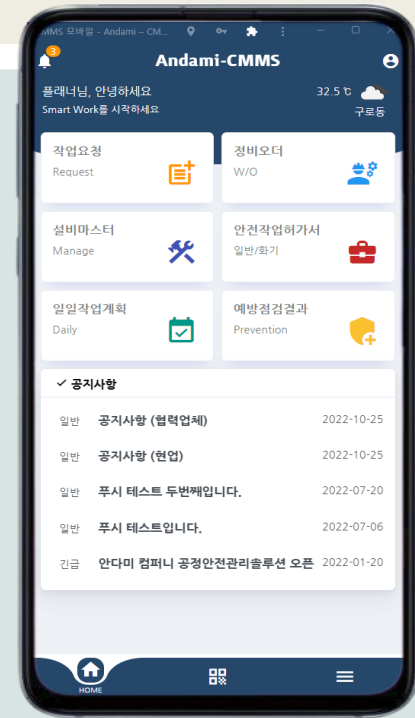 MMS 모바일 - Andami – CM...
3
Andami-CMMS
플래너님, 안녕하세요
32.5 ℃
Smart Work를 시작하세요
구로동
작업요청
Request
정비오더
W/O
설비마스터
Manage
안전작업허가서
일반/화기
일일작업계획
Daily
예방점검결과
Prevention
공지사항
일반 공지사항 (협력업체) 2022-10-25
일반 공지사항 (현업) 2022-10-25
일반 푸시 테스트 두번째입니다. 2022-07-20
일반 푸시 테스트입니다. 2022-07-06
긴급 안다미 컴퍼니 공정안전관리솔루션 오픈 2022-01-20
HOME